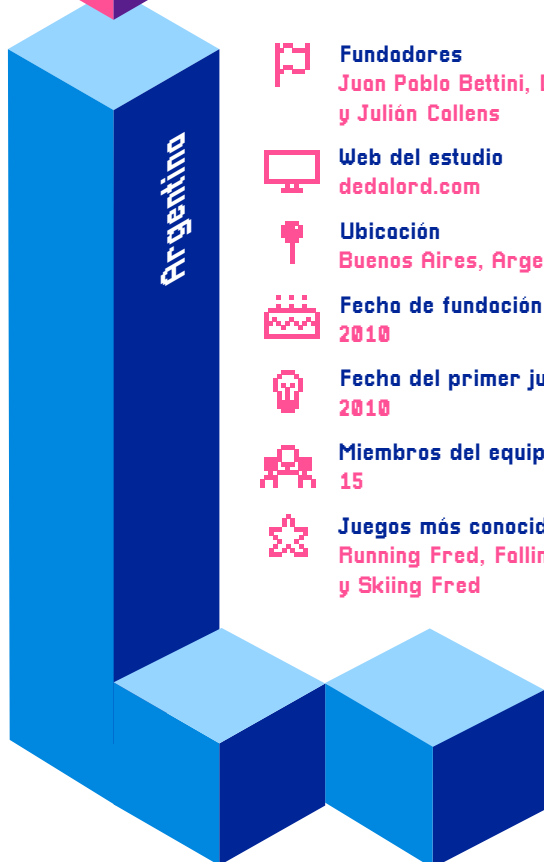 Argentina
Fundadores
Juan Pablo Bettini,
y Julián Callens
Web del estudio
dedalord.com
Ubicación
Buenos Aires,
Fecha de fundación
2010
Fecha del primer
2010
Miembros del
15
Juegos más
Running Fred,
y Skiing Fred